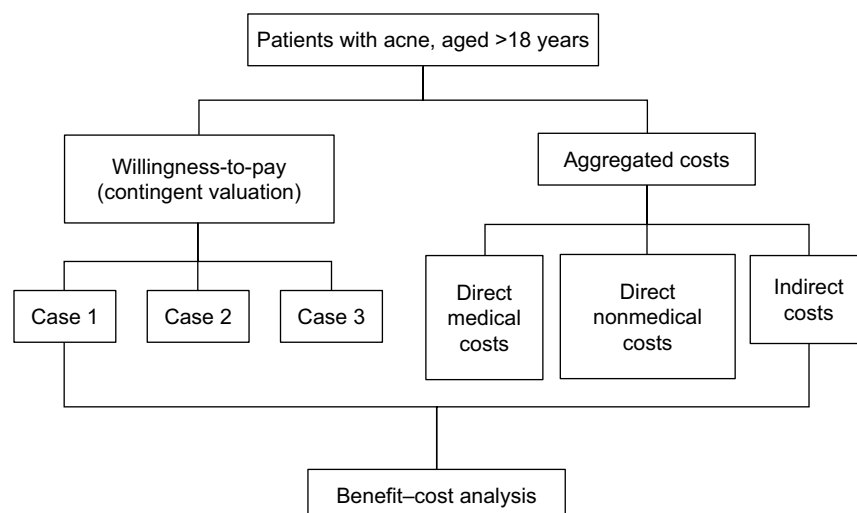 Patients with acne, aged >18 years
Willingness-to-pay
(contingent valuation)
Aggregated costs
Case 1
Case 2
Case 3
Direct
medical
costs
Direct
nonmedical
costs
Indirect
costs
Benefit–cost analysis